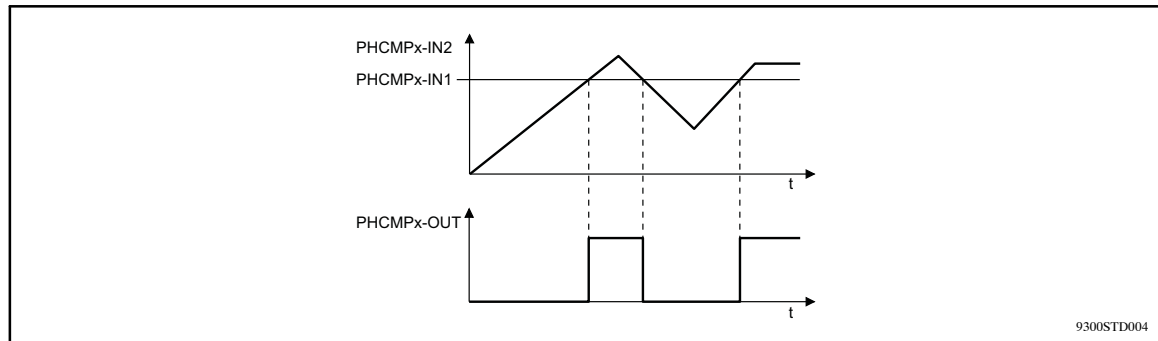 PHCMPx-IN2
PHCMPx-IN1
t
PHCMPx-OUT
t
9300STD004